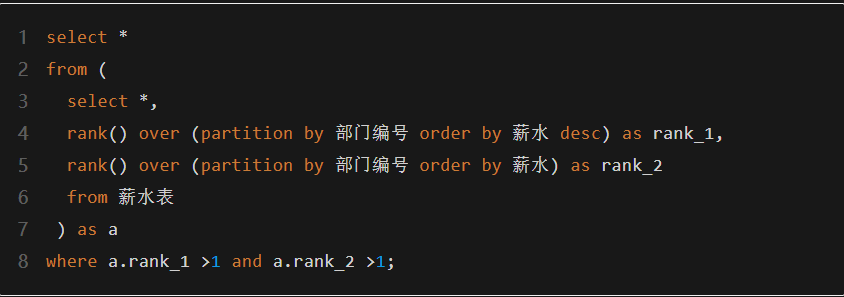 1 select *
2 from (
3 select *,
4 rank() over (partition by 部门编号 order by 薪水 desc) as rank_1,
5 rank() over (partition by 部门编号 order by 薪水) as rank_2
6 from 薪水表
7 ) as a
8 where a.rank_1 >1 and a.rank_2 >1;